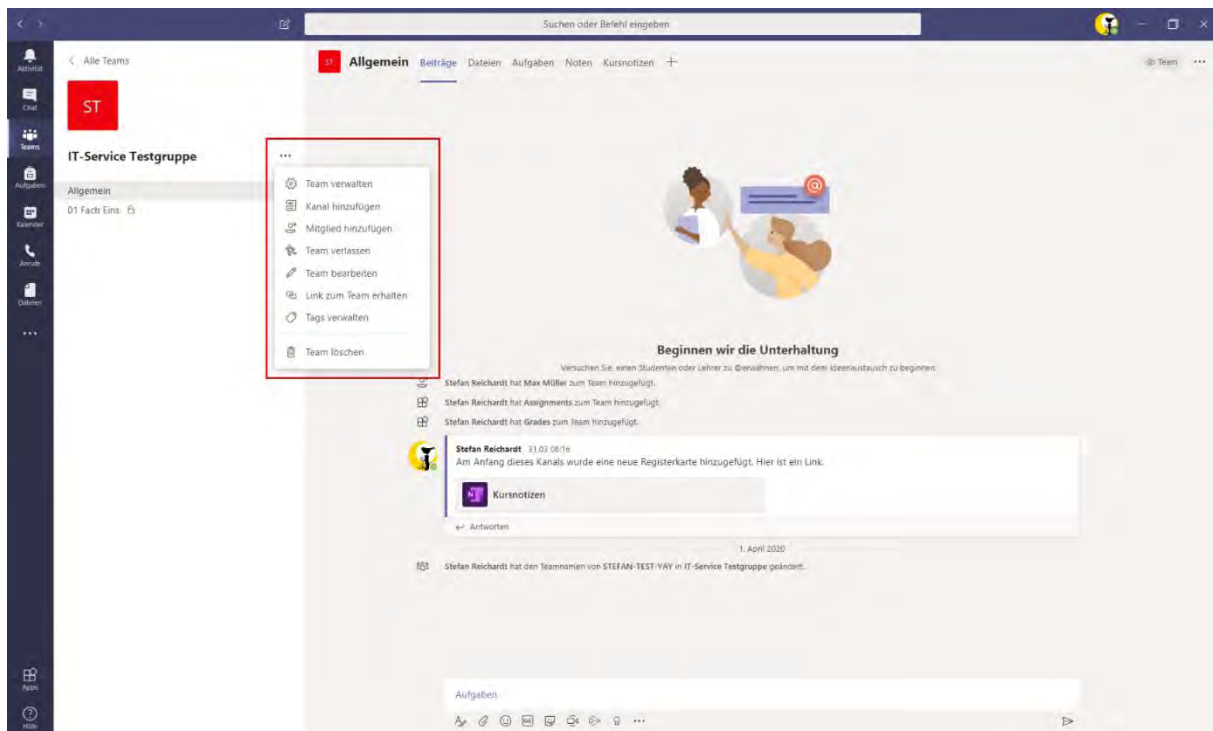 Suchen oder Befehl eingeben
Aktivität
Chat
Teams
Aufgaben
Kalender
Anrufe
Dateien
Apps
Hilfe
Alle Teams
ST
IT-Service Testgruppe
Allgemein
01 Fach Eins
Team verwalten
Kanal hinzufügen
Mitglied hinzufügen
Team verlassen
Team bearbeiten
Link zum Team erhalten
Tags verwalten
Team löschen
ST Allgemein Beiträge Dateien Aufgaben Noten Kursnotizen
Team
@
Beginnen wir die Unterhaltung
Versuchen Sie, einen Studenten oder Lehrer zu @erwähnen, um mit dem Ideenaustausch zu beginnen.
Stefan Reichardt hat Max Müller zum Team hinzugefügt.
Stefan Reichardt hat Assignments zum Team hinzugefügt.
Stefan Reichardt hat Grades zum Team hinzugefügt.
Stefan Reichardt 31.03 08:16
Am Anfang dieses Kanals wurde eine neue Registerkarte hinzugefügt. Hier ist ein Link.
N Kursnotizen
Antworten
1. April 2020
Stefan Reichardt hat den Teamnamen von STEFAN-TEST-YAY in IT-Service Testgruppe geändert.
Aufgaben